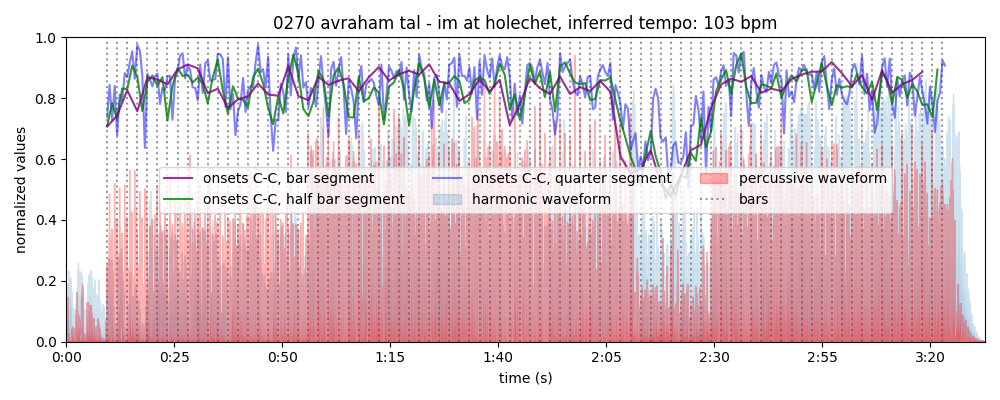 0270 avraham tal - im at holechet, inferred tempo: 103 bpm
normalized values
1.0
0.8
0.6
0.4
0.2
0.0
onsets C-C, bar segment
onsets C-C, half bar segment
onsets C-C, quarter segment
harmonic waveform
percussive waveform
bars
0:00 0:25 0:50 1:15 1:40 2:05 2:30 2:55 3:20
time (s)